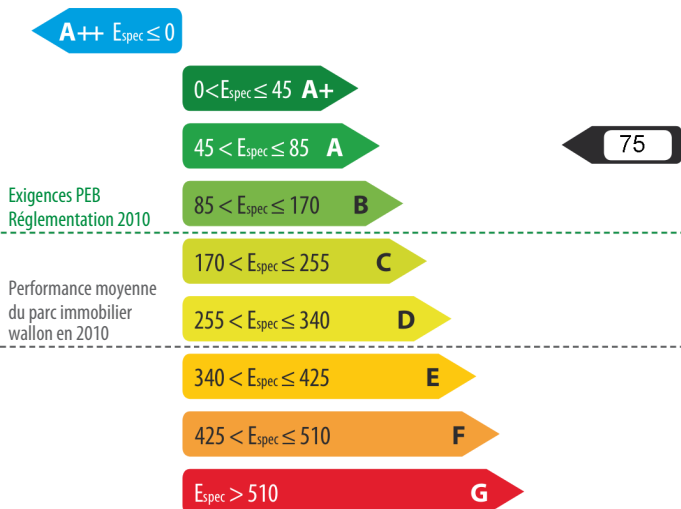 A++ Espec ≤ 0
0<Espec ≤ 45 A+
45 < Espec ≤ 85 A
75
85 < Espec ≤ 170 B
Exigences PEB
Réglementation 2010
170 < Espec ≤ 255 C
Performance moyenne
du parc immobilier
wallon en 2010
255 < Espec ≤ 340 D
340 < Espec ≤ 425 E
425 < Espec ≤ 510 F
Espec > 510 G